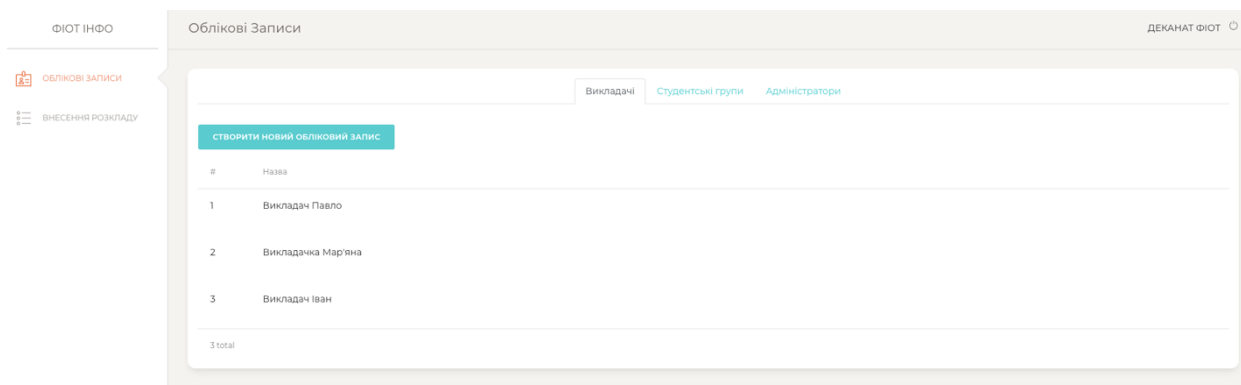 ФІОТ ІНФО
ОБЛІКОВІ ЗАПИСИ
ВНЕСЕННЯ РОЗКЛАДУ
Облікові Записи
ДЕКАНАТ ФІОТ
Викладачі Студентські групи Адміністратори
СТВОРИТИ НОВИЙ ОБЛІКОВИЙ ЗАПИС
# Назва
1 Викладач Павло
2 Викладачка Мар'яна
3 Викладач Іван
3 total